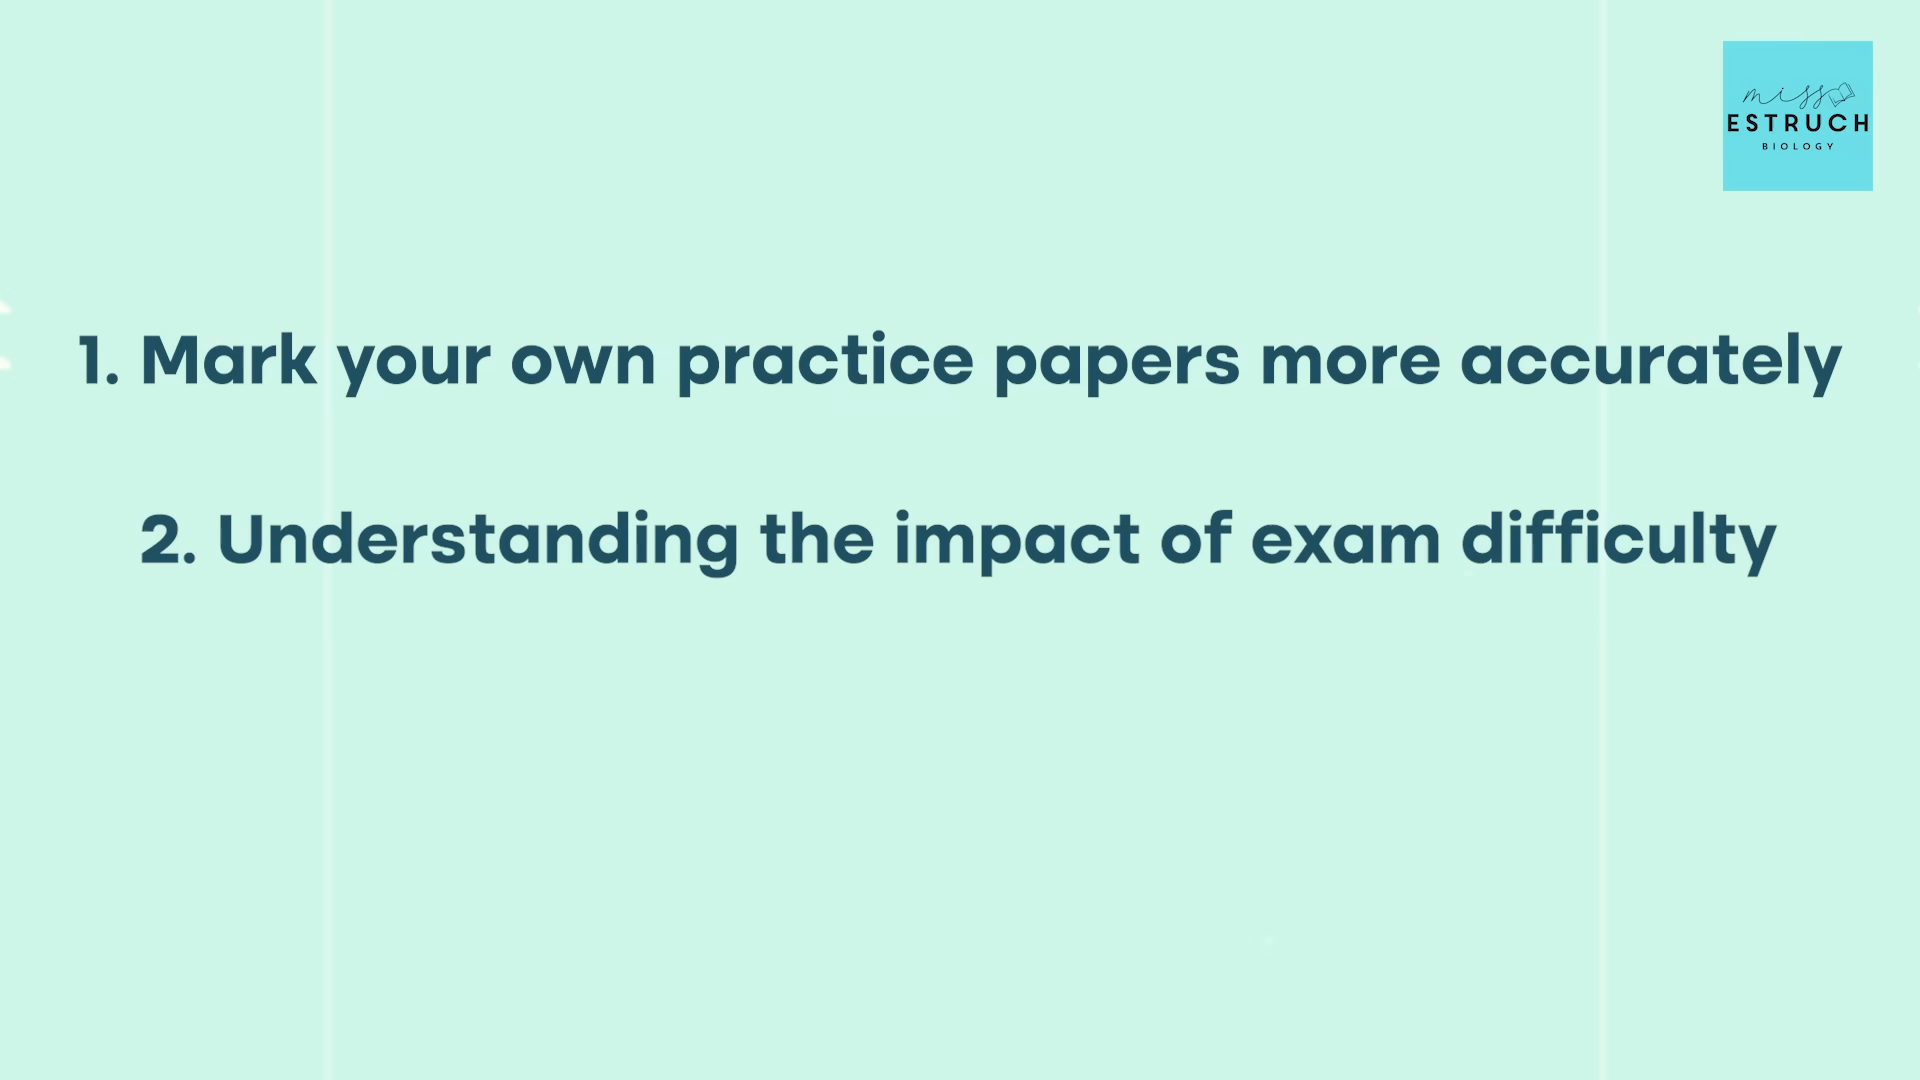 miss
ESTRUCH
BIOLOGY
1. Mark your own practice papers more accurately
2. Understanding the impact of exam difficulty